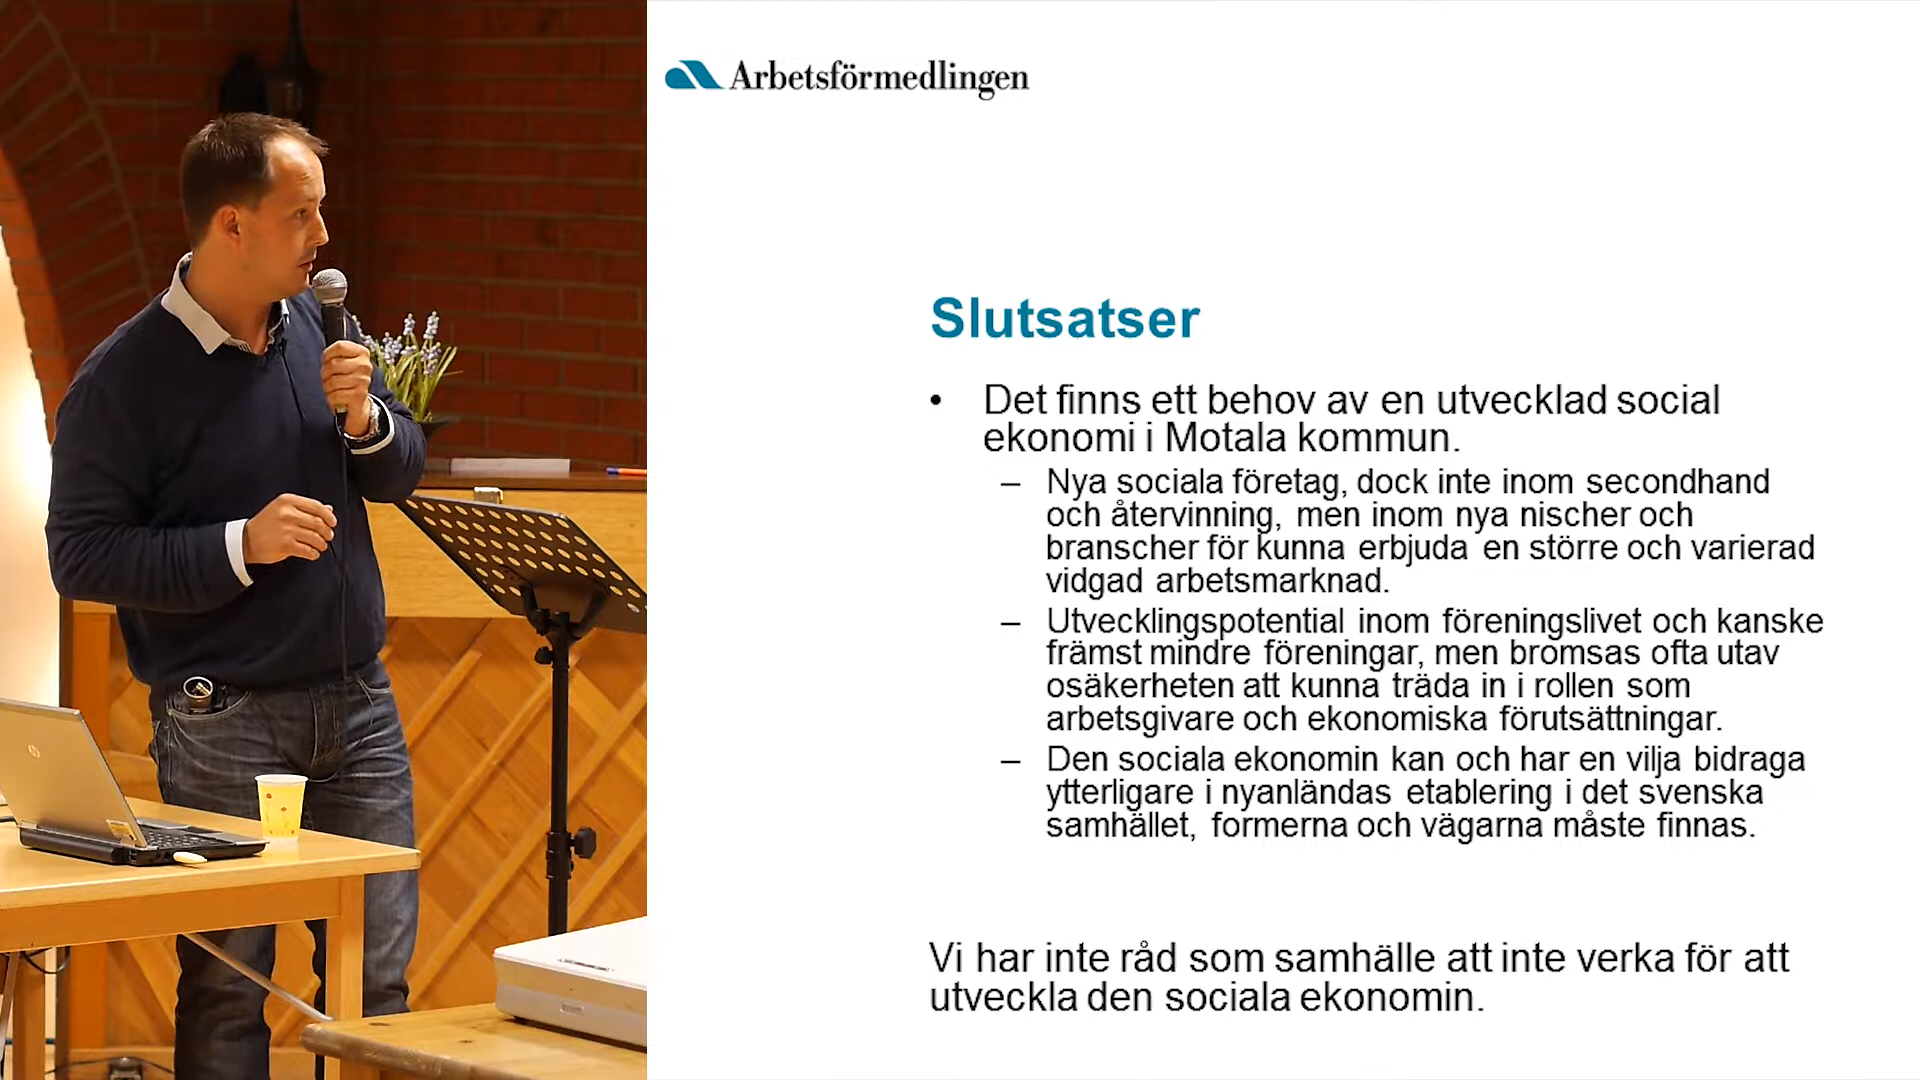 Arbetsförmedlingen
Slutsatser
• Det finns ett behov av en utvecklad social
ekonomi i Motala kommun.
– Nya sociala företag, dock inte inom secondhand
och återvinning, men inom nya nischer och
branscher för kunna erbjuda en större och varierad
vidgad arbetsmarknad.
– Utvecklingspotential inom föreningslivet och kanske
främst mindre föreningar, men bromsas ofta utav
osäkerheten att kunna träda in i rollen som
arbetsgivare och ekonomiska förutsättningar.
– Den sociala ekonomin kan och har en vilja bidraga
ytterligare i nyanländas etablering i det svenska
samhället, formerna och vägarna måste finnas.
Vi har inte råd som samhälle att inte verka för att
utveckla den sociala ekonomin.